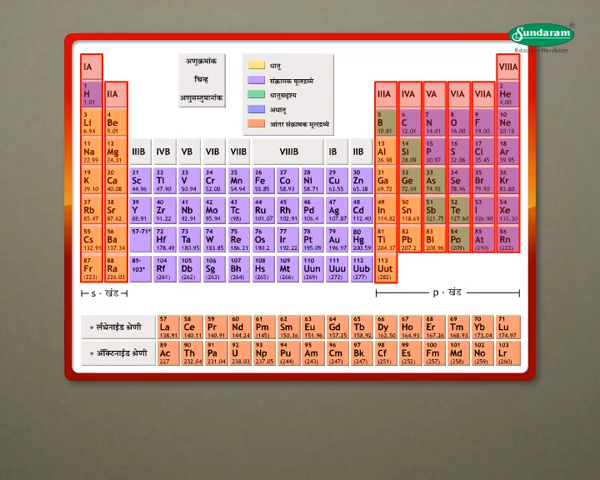 Sundaram
IA VIIIA
अणुक्रमांक
चिन्ह
अणुवस्तुमानांक
धातू
संक्रामक मूलद्रव्ये
धातुसदृश्य
अधातू
आंतर संक्रामक मूलद्रव्ये
IIA IIIA IVA VA VIA VIIA
IIIB IVB VB VIB VIIB VIIIB IB IIB
1 H 1.01 2 He 4.00
3 Li 6.94 4 Be 9.01 5 B 10.81 6 C 12.01 7 N 14.01 8 O 16.00 9 F 19.00 10 Ne 20.18
11 Na 22.99 12 Mg 24.31 13 Al 26.98 14 Si 28.09 15 P 30.97 16 S 32.06 17 Cl 35.45 18 Ar 39.95
19 K 39.10 20 Ca 40.08 21 Sc 44.96 22 Ti 47.90 23 V 50.94 24 Cr 52.00 25 Mn 54.94 26 Fe 55.85 27 Co 58.93 28 Ni 58.71 29 Cu 63.55 30 Zn 65.38 31 Ga 69.72 32 Ge 72.59 33 As 74.92 34 Se 78.96 35 Br 79.92 36 Kr 83.83
37 Rb 85.47 38 Sr 87.62 39 Y 88.91 40 Zr 91.22 41 Nb 92.91 42 Mo 95.94 43 Tc (98) 44 Ru 101.07 45 Rh 102.91 46 Pd 106.4 47 Ag 107.87 48 Cd 112.40 49 In 114.82 50 Sn 118.69 51 Sb 121.75 52 Te 127.60 53 I 126.90 54 Xe 131.30
55 Cs 132.91 56 Ba 137.34 57-71* 72 Hf 178.49 73 Ta 180.95 74 W 183.85 75 Re 186.21 76 Os 190.2 77 Ir 192.22 78 Pt 195.09 79 Au 196.97 80 Hg 200.59 81 Ti 204.37 82 Pb 207.2 83 Bi 208.96 84 Po (209) 85 At (210) 86 Rn (222)
87 Fr (223) 88 Ra 226.03 89-103* 104 Rf (261) 105 Db (262) 106 Sg (263) 107 Bh (264) 108 Hs (265) 109 Mt (266) 110 Uun (269) 111 Uuu (272) 112 Uub (277) 113 Uut (282)
s - खंड p - खंड
* लँथेनाईड श्रेणी 57 La 138.91 58 Ce 140.11 59 Pr 140.91 60 Nd 144.24 61 Pm (145) 62 Sm 150.36 63 Eu 151.96 64 Gd 157.25 65 Tb 158.92 66 Dy 162.50 67 Ho 164.93 68 Er 167.26 69 Tm 168.93 70 Yb 173.04 71 Lu 174.97
* ॲक्टिनाईड श्रेणी 89 Ac 227 90 Th 232.04 91 Pa 231.04 92 U 238.03 93 Np 237.05 94 Pu (244) 95 Am (243) 96 Cm (247) 97 Bk (247) 98 Cf (251) 99 Es (252) 100 Fm (257) 101 Md (258) 102 No (259) 103 Lr (260)